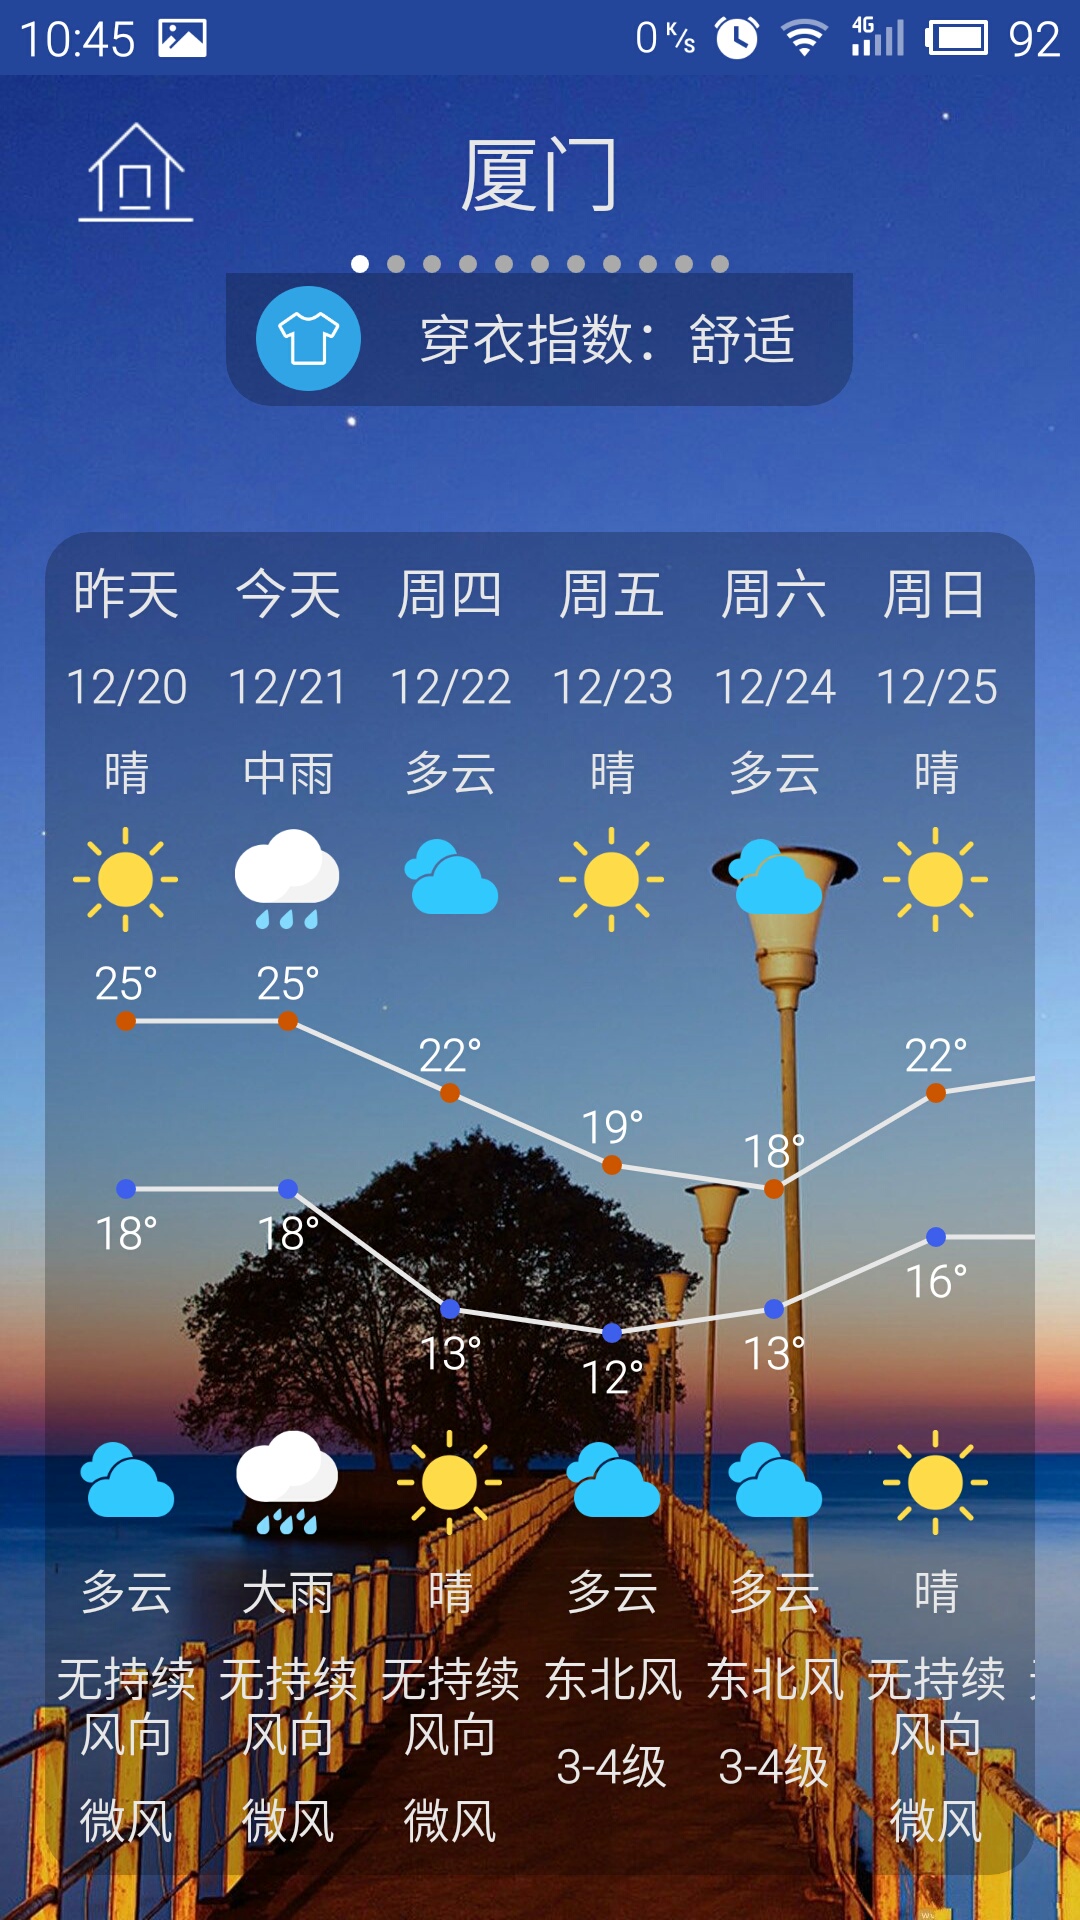 10:45 0 K/s 4G 92
厦门
穿衣指数：舒适
昨天 今天 周四 周五 周六 周日
12/20 12/21 12/22 12/23 12/24 12/25
晴 中雨 多云 晴 多云 晴
25° 25° 22° 19° 18° 22°
18° 18° 13° 12° 13° 16°
多云 大雨 晴 多云 多云 晴
无持续 无持续 无持续 东北风 东北风 无持续
风向 风向 风向 3-4级 3-4级 风向
微风 微风 微风 微风